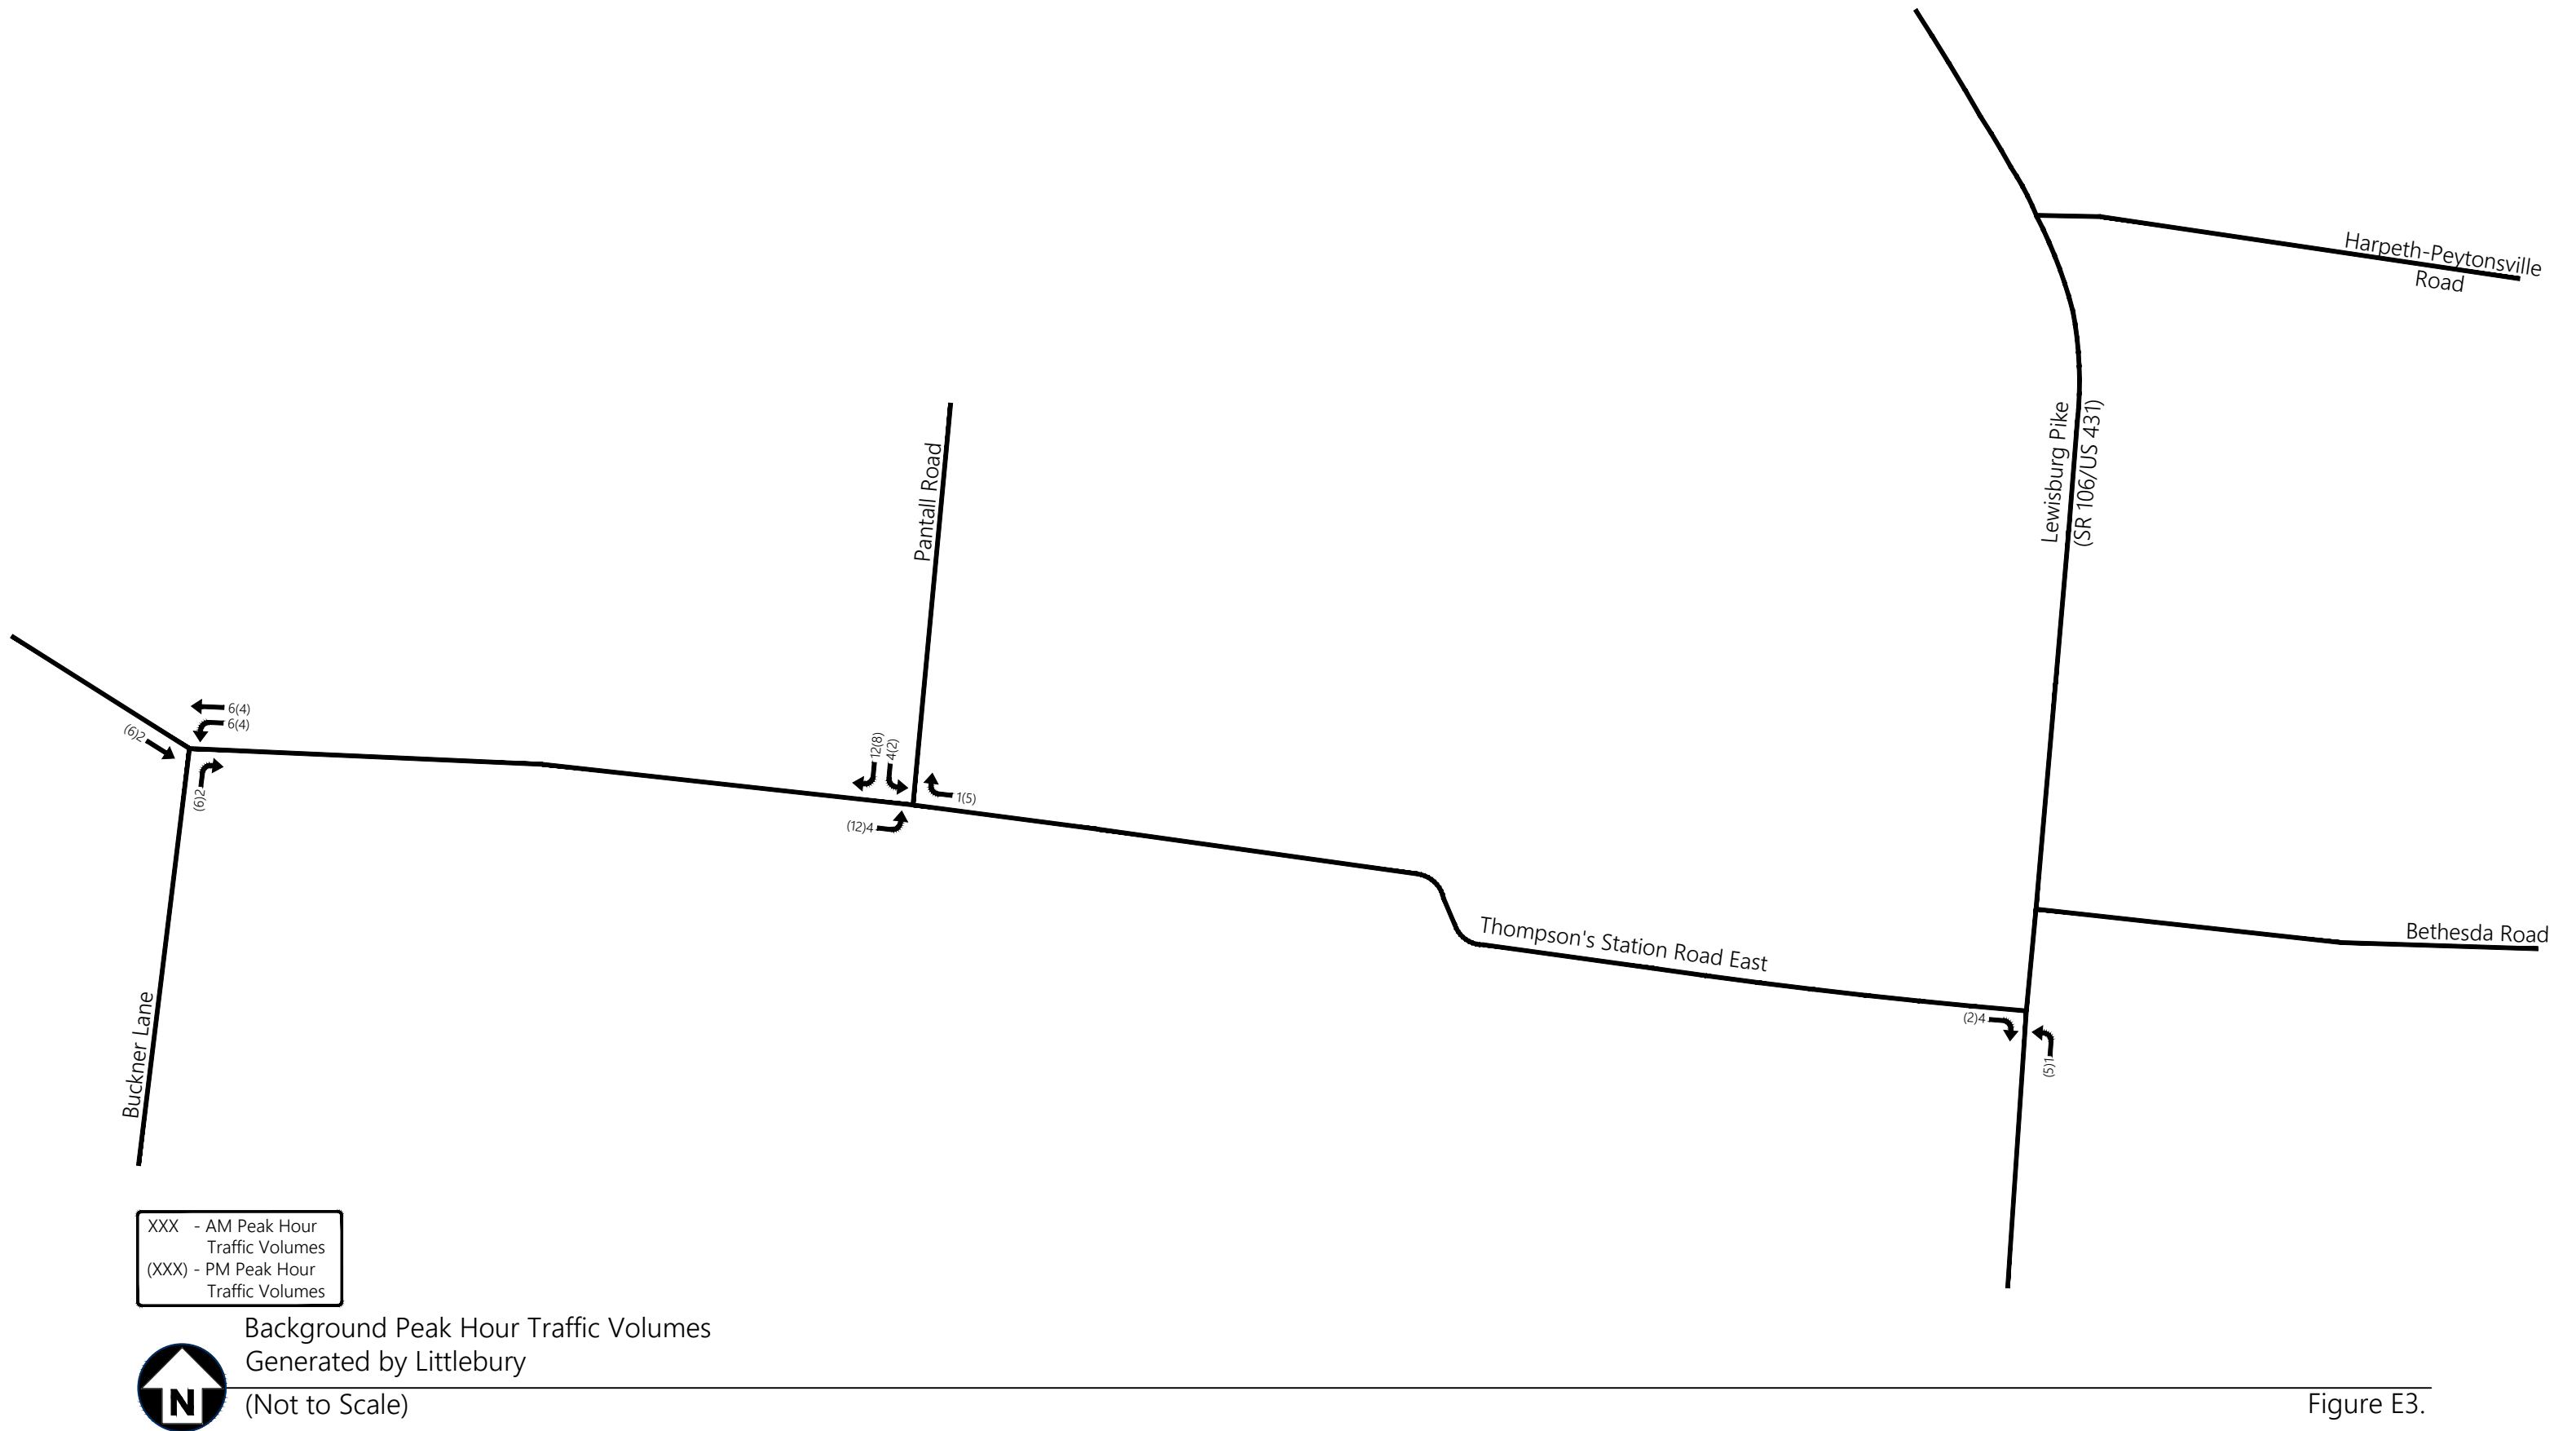 Harpeth-Peytonsville
Road
Lewisburg Pike
(SR 106/US 431)
Pantall Road
6(4)
6(4)
(6)2
(6)2
12(8)
4(2)
1(5)
(12)4
Thompson's Station Road East
Bethesda Road
(2)4
(5)1
Buckner Lane
XXX - AM Peak Hour
Traffic Volumes
(XXX) - PM Peak Hour
Traffic Volumes
Background Peak Hour Traffic Volumes
Generated by Littlebury
N
(Not to Scale)
Figure E3.